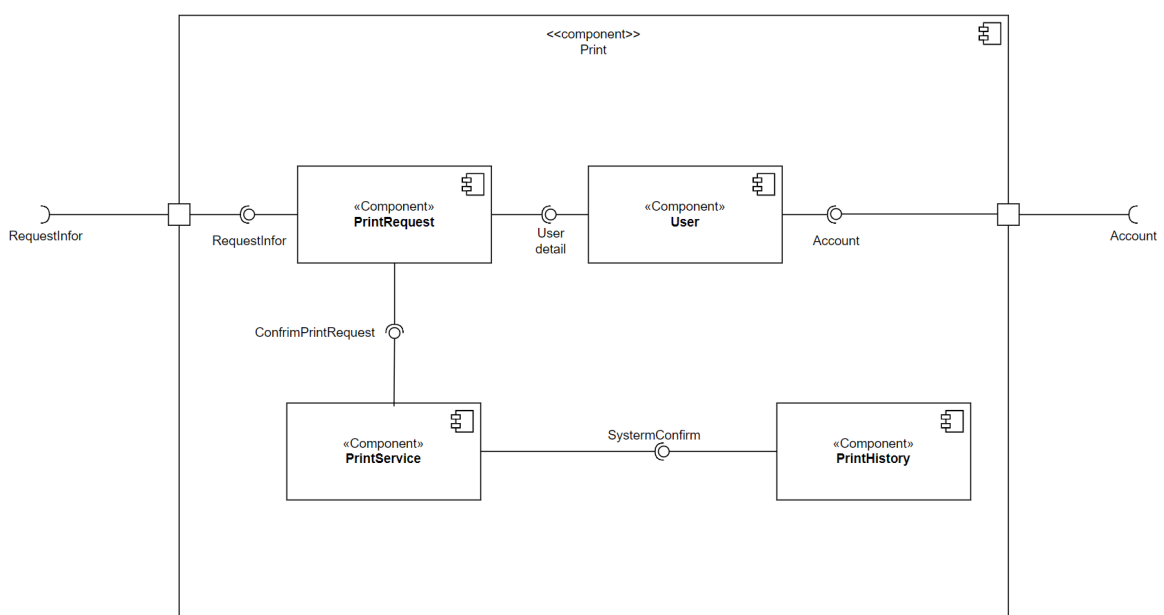 <<component>>
Print
«Component»
PrintRequest
«Component»
User
RequestInfor
RequestInfor
User
detail
Account
Account
ConfrimPrintRequest
«Component»
PrintService
SystermConfirm
«Component»
PrintHistory